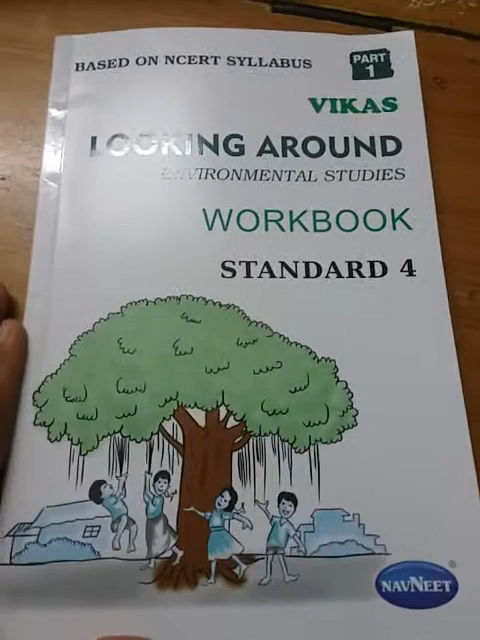 BASED ON NCERT SYLLABUS
PART
1
VIKAS
LOOKING AROUND
ENVIRONMENTAL STUDIES
WORKBOOK
STANDARD 4
NAVNEET®